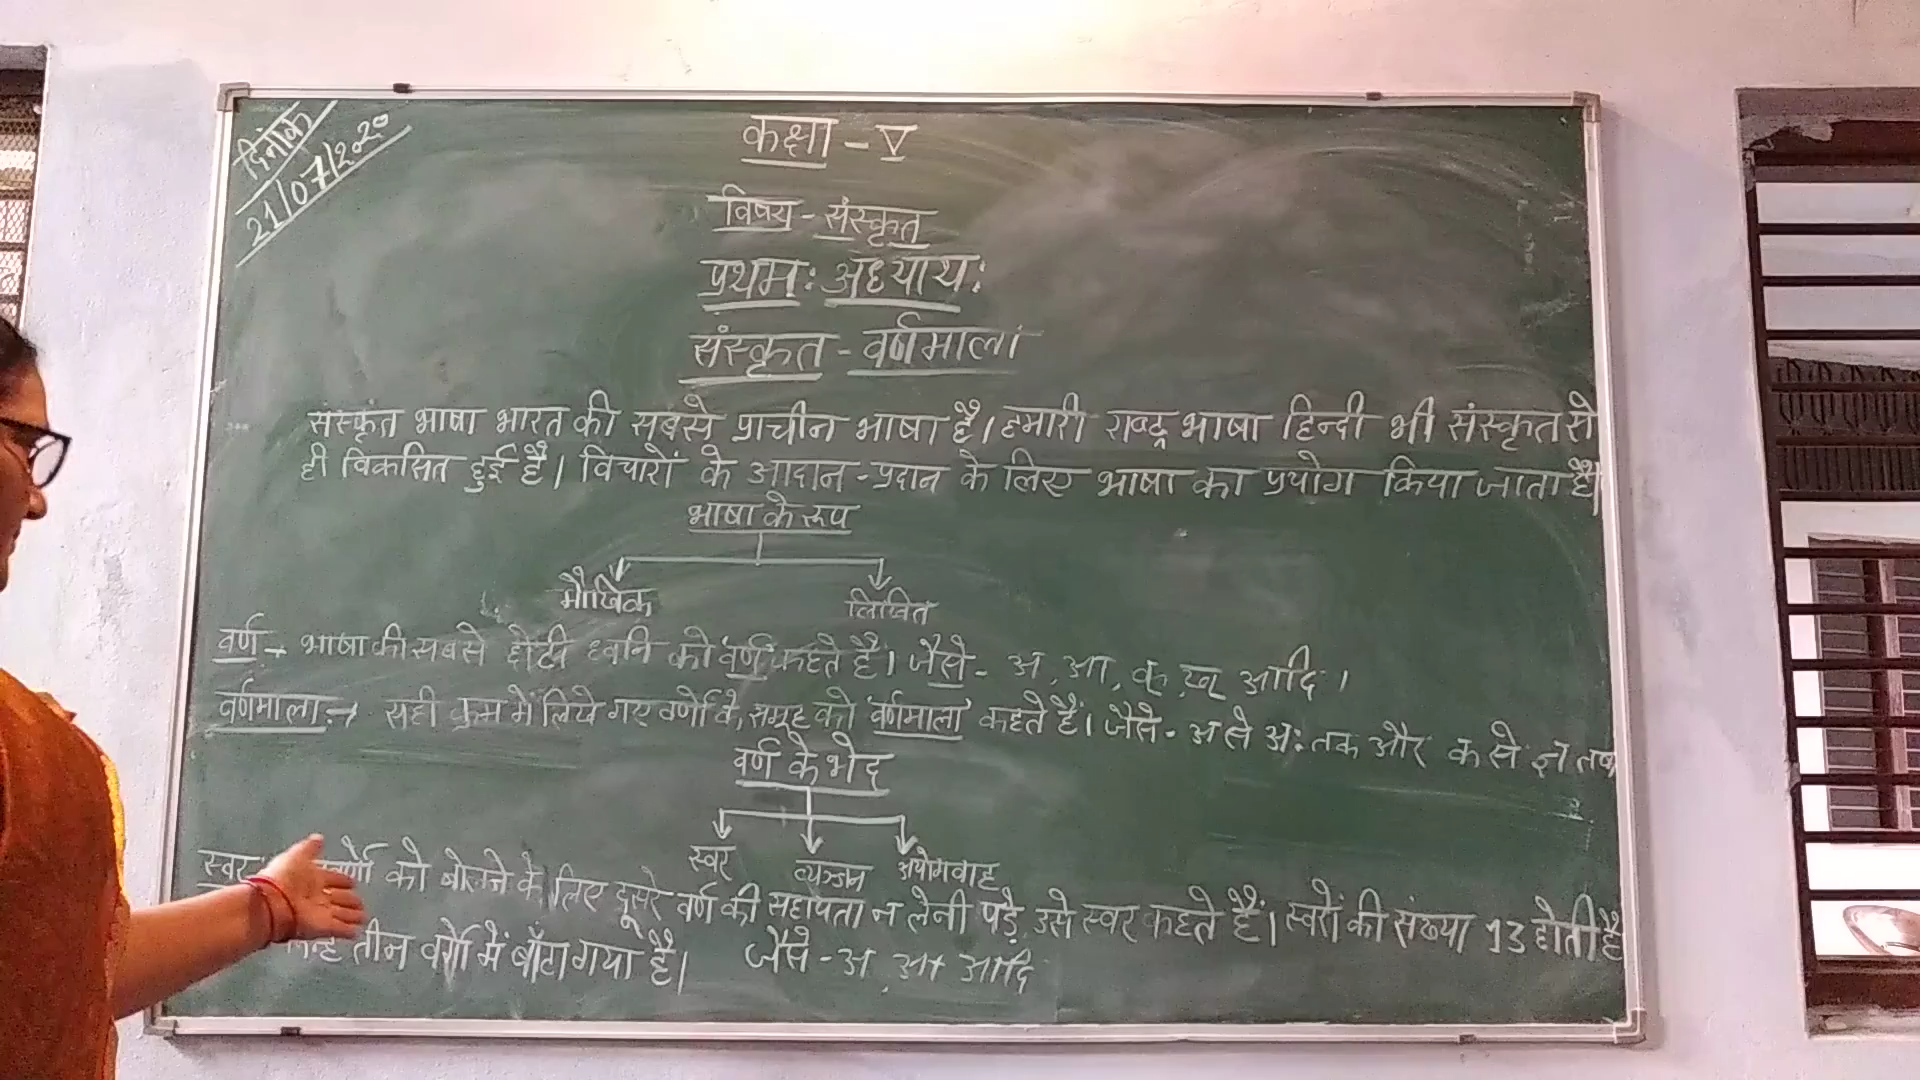 दिनाँक
21/07/2020
कक्षा - V
विषय - संस्कृत
प्रथमः अध्यायः
संस्कृत - वर्णमाला
संस्कृत भाषा भारत की सबसे प्राचीन भाषा है। हमारी राष्ट्र भाषा हिन्दी भी संस्कृत से
ही विकसित हुई है। विचारों के आदान-प्रदान के लिए भाषा का प्रयोग किया जाता है।
भाषा के रूप
मौखिक लिखित
वर्ण - भाषा की सबसे छोटी ध्वनि को 'वर्ण' कहते है। जैसे - अ, आ, क्, ख् आदि।
वर्णमाला :→ सही क्रम में लिये गए वर्णों के समूह को 'वर्णमाला' कहते हैं। जैसे - अ से अः तक और क से ज्ञ तक
वर्ण के भेद
स्वर व्यञ्जन अयोगवाह
स्वर वर्णों को बोलने के लिए दूसरे वर्ण की सहायता न लेनी पड़े, उसे स्वर कहते हैं। स्वरों की संख्या 13 होती है
तीन वर्गों में बाँटा गया है। जैसे - अ, आ आदि